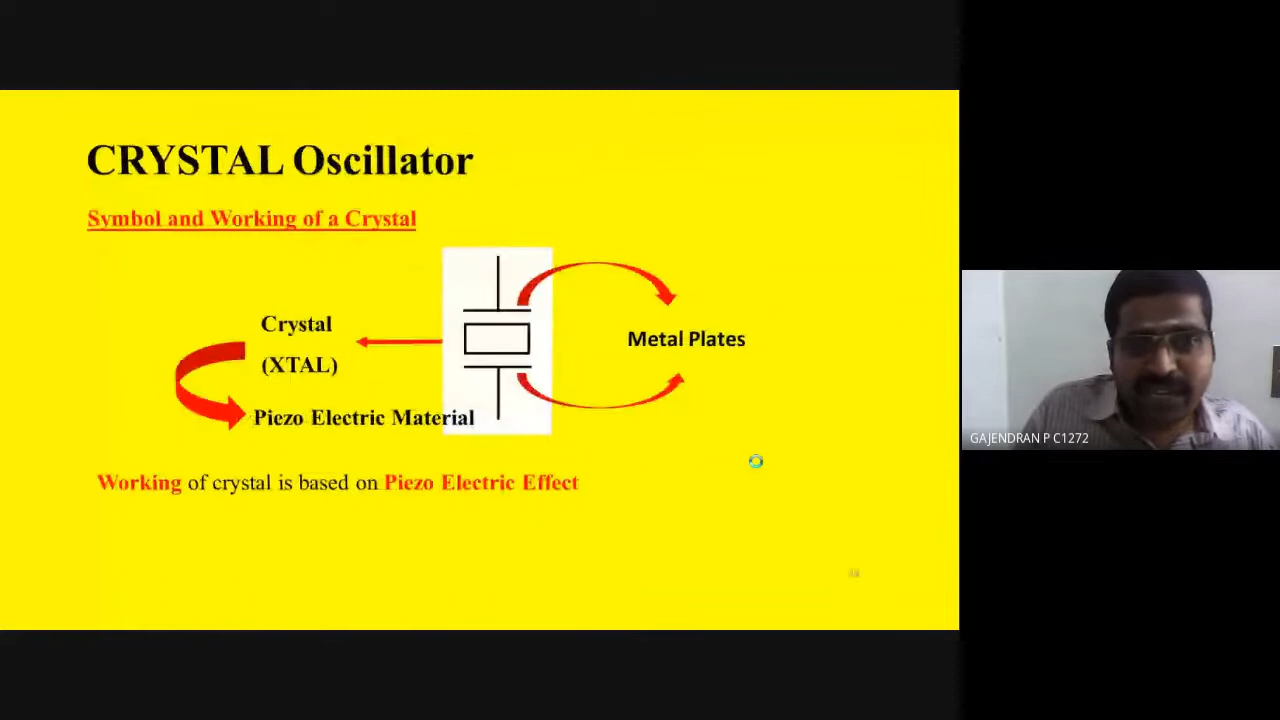 CRYSTAL Oscillator
Symbol and Working of a Crystal
Crystal
(XTAL)
Metal Plates
Piezo Electric Material
Working of crystal is based on Piezo Electric Effect
GAJENDRAN P C1272